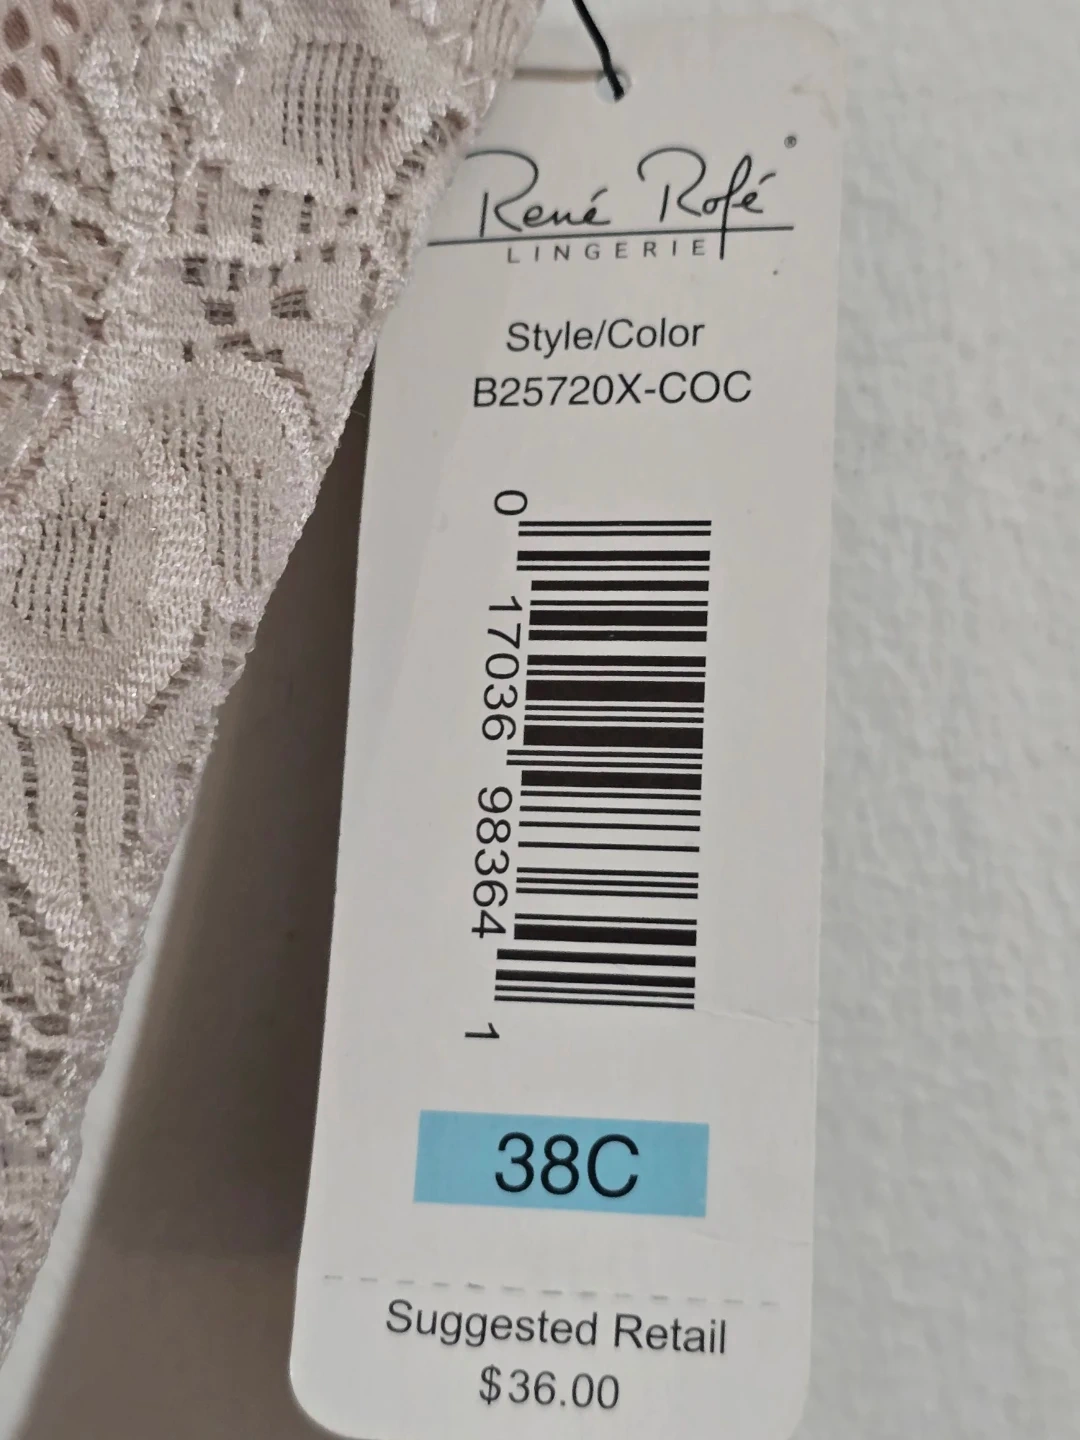 René Rofé®
LINGERIE
Style/Color
B25720X-COC
0 17036 98364 1
38C
Suggested Retail
$36.00